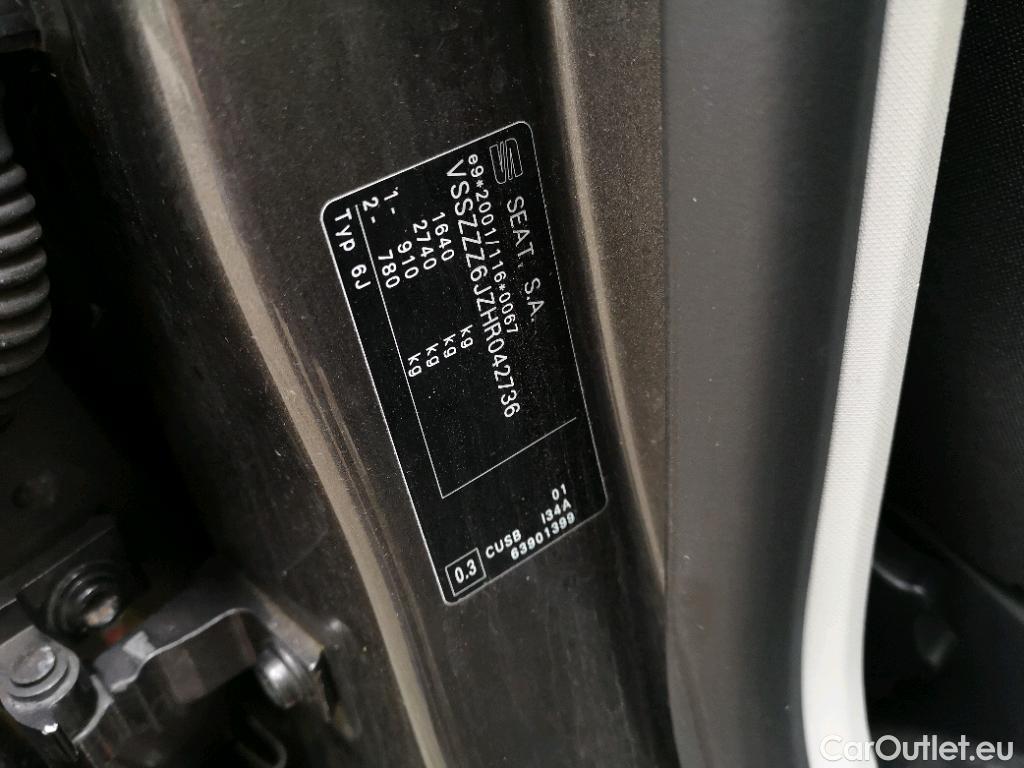 SEAT, S.A.
e9*2001/116*0067
VSSZZZ6JZHR042736
1640 kg
2740 kg
1- 910 kg
2- 780 kg
Typ 6J
01
CUSB I34A
0.3 63901399
CarOutlet.eu